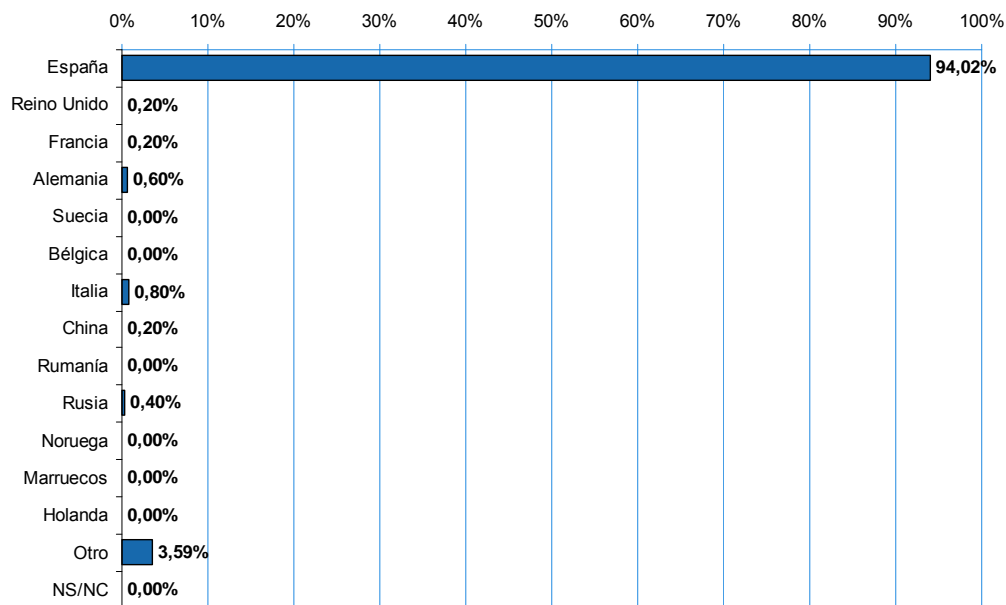 0% 10% 20% 30% 40% 50% 60% 70% 80% 90% 100%
España 94,02%
Reino Unido 0,20%
Francia 0,20%
Alemania 0,60%
Suecia 0,00%
Bélgica 0,00%
Italia 0,80%
China 0,20%
Rumanía 0,00%
Rusia 0,40%
Noruega 0,00%
Marruecos 0,00%
Holanda 0,00%
Otro 3,59%
NS/NC 0,00%